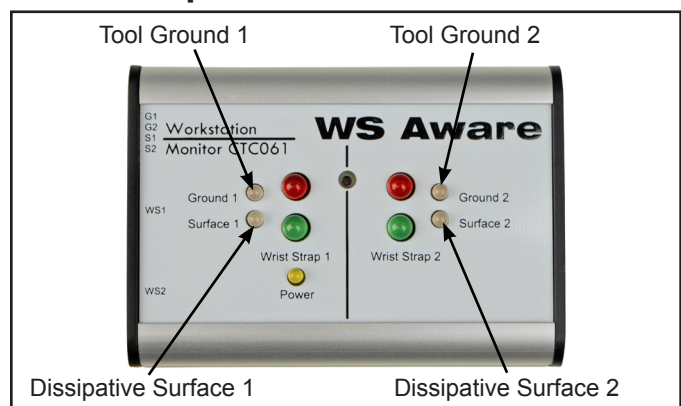 Tool Ground 1
Tool Ground 2
G1
G2
S1
S2
Workstation
Monitor CTC061
WS Aware
Ground 1
Ground 2
WS1
Surface 1
Surface 2
Wrist Strap 1
Wrist Strap 2
WS2
Power
Dissipative Surface 1
Dissipative Surface 2